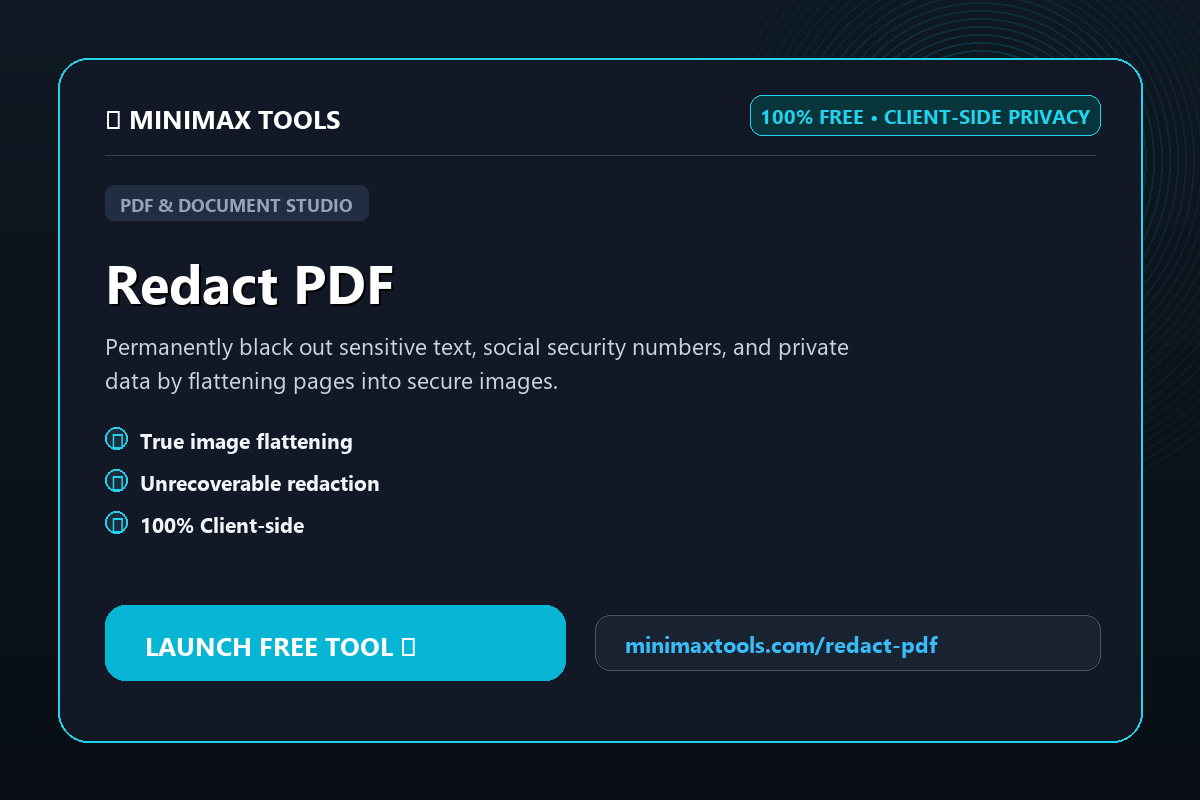 MINIMAX TOOLS
100% FREE • CLIENT-SIDE PRIVACY
PDF & DOCUMENT STUDIO
Redact PDF
Permanently black out sensitive text, social security numbers, and private
data by flattening pages into secure images.
True image flattening
Unrecoverable redaction
100% Client-side
LAUNCH FREE TOOL
minimaxtools.com/redact-pdf